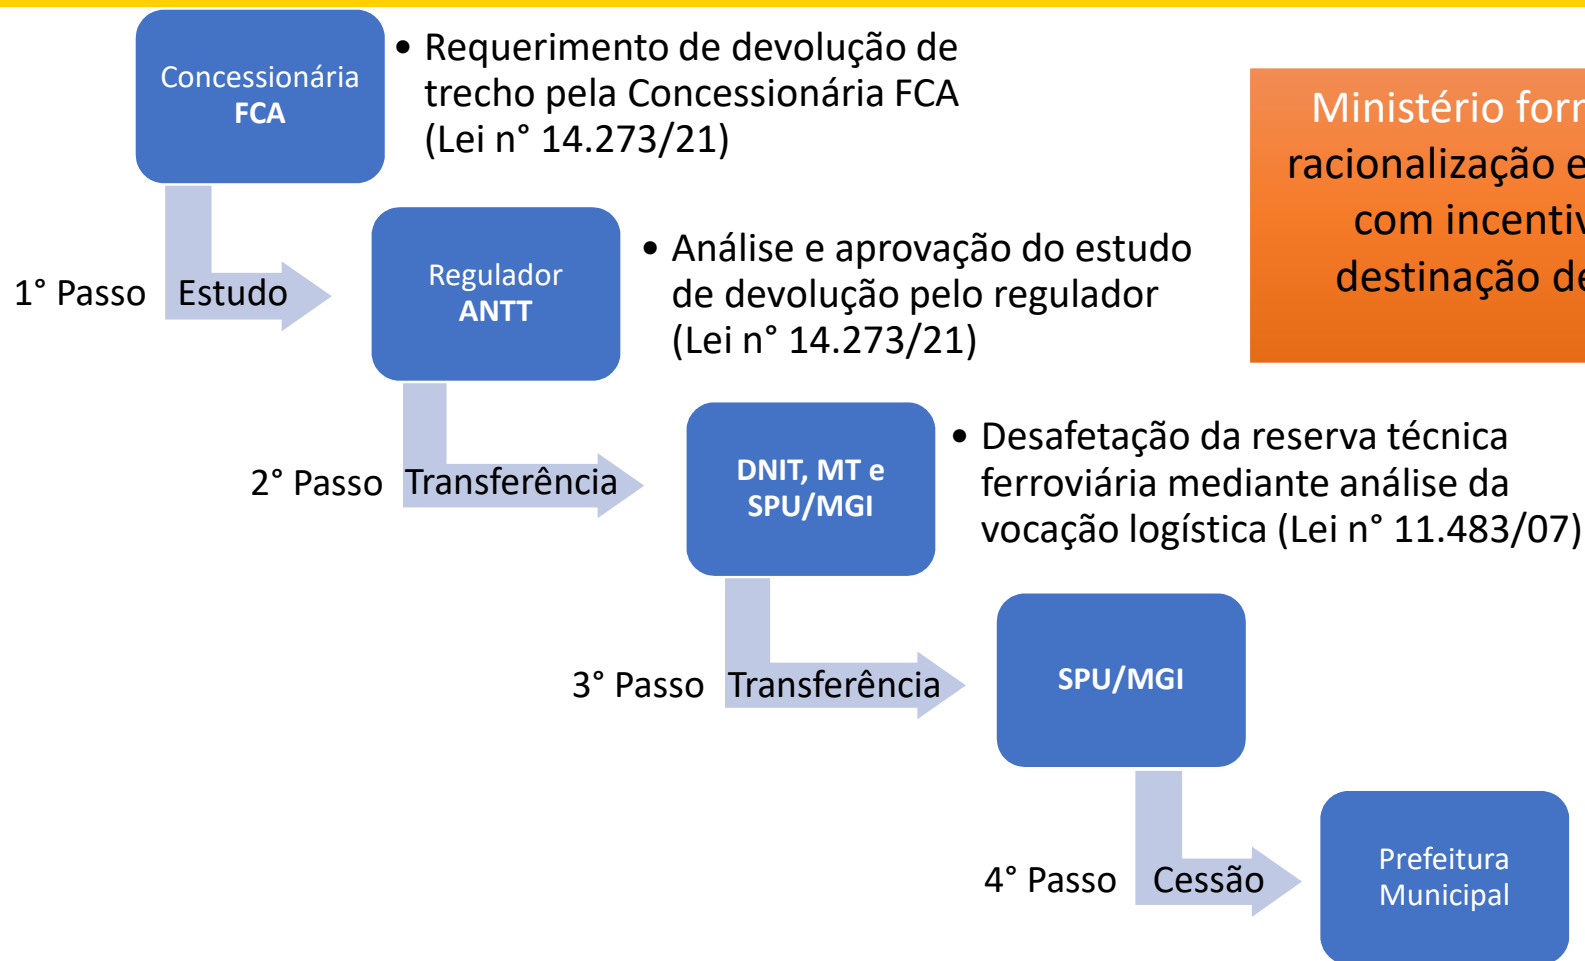 Concessionária
FCA
• Requerimento de devolução de
trecho pela Concessionária FCA
(Lei n° 14.273/21)
Ministério
racionalização
com
destinação
1° Passo
Estudo
Regulador
ANTT
• Análise e aprovação do estudo
de devolução pelo regulador
(Lei n° 14.273/21)
2° Passo
Transferência
DNIT, MT e
SPU/MGI
• Desafetação da reserva técnica
ferroviária mediante análise da
vocação logística (Lei n° 11.483/07)
3° Passo
Transferência
SPU/MGI
4° Passo
Cessão
Prefeitura
Municipal